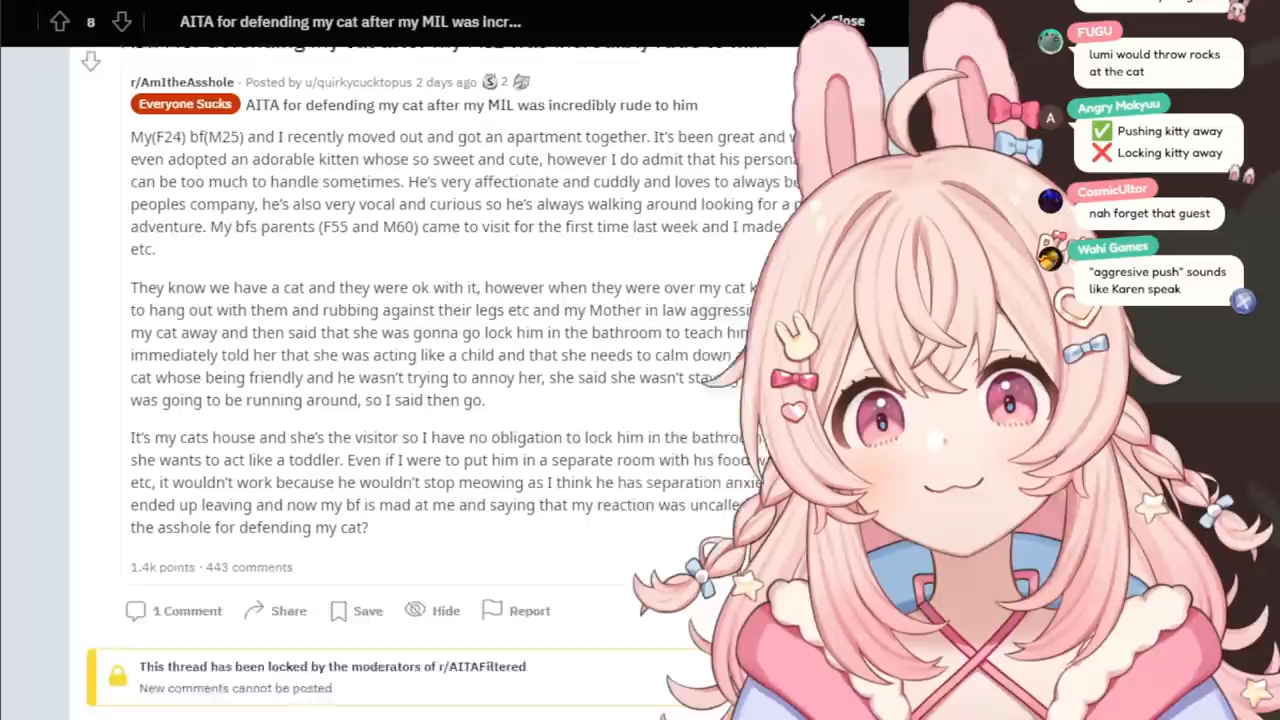 8
AITA for defending my cat after my MIL was incr...
Close
r/AmItheAsshole · Posted by u/quirkycucktopus 2 days ago 2
Everyone Sucks AITA for defending my cat after my MIL was incredibly rude to him
My(F24) bf(M25) and I recently moved out and got an apartment together. It's been great and
even adopted an adorable kitten whose so sweet and cute, however I do admit that his
can be too much to handle sometimes. He's very affectionate and cuddly and loves to always
peoples company, he's also very vocal and curious so he's always walking around looking for a
adventure. My bfs parents (F55 and M60) came to visit for the first time last week and I made
etc.
They know we have a cat and they were ok with it, however when they were over my cat
to hang out with them and rubbing against their legs etc and my Mother in law
my cat away and then said that she was gonna go lock him in the bathroom to teach
immediately told her that she was acting like a child and that she needs to calm down
cat whose being friendly and he wasn't trying to annoy her, she said she wasn't
was going to be running around, so I said then go.
It's my cats house and she's the visitor so I have no obligation to lock him in the
she wants to act like a toddler. Even if I were to put him in a separate room with his
etc, it wouldn't work because he wouldn't stop meowing as I think he has separation
ended up leaving and now my bf is mad at me and saying that my reaction was
the asshole for defending my cat?
1.4k points · 443 comments
1 Comment Share Save Hide Report
This thread has been locked by the moderators of r/AITAFiltered
New comments cannot be posted
FUGU
lumi would throw rocks
at the cat
A
Angry Mokyuu
✅ Pushing kitty away
❌ Locking kitty away
CosmicUltor
nah forget that guest
Wahi Games
"aggresive push" sounds
like Karen speak